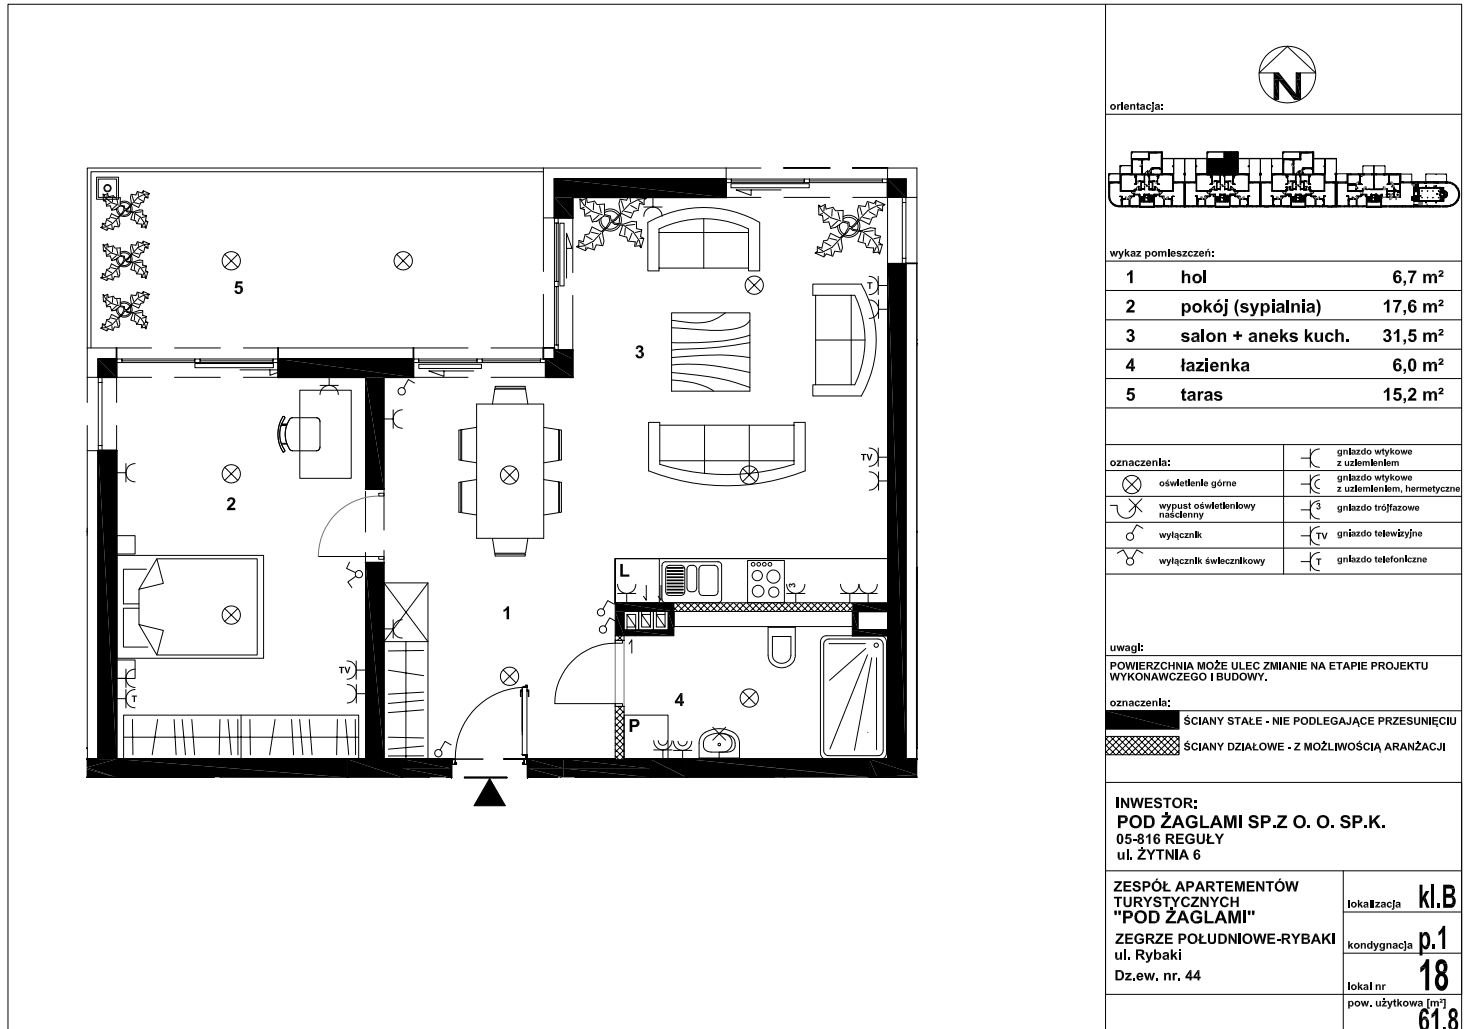 N
orientacja:
wykaz pomieszczeń:
1 hol 6,7 m²
2 pokój (sypialnia) 17,6 m²
3 salon + aneks kuch. 31,5 m²
4 łazienka 6,0 m²
5 taras 15,2 m²
oznaczenia:
oświetlenie górne
wypust oświetleniowy
naścienny
wyłącznik
wyłącznik świecznikowy
gniazdo wtykowe
z uziemieniem
gniazdo wtykowe
z uziemieniem, hermetyczne
3 gniazdo trójfazowe
TV gniazdo telewizyjne
T gniazdo telefoniczne
uwagi:
POWIERZCHNIA MOŻE ULEC ZMIANIE NA ETAPIE PROJEKTU
WYKONAWCZEGO I BUDOWY.
oznaczenia:
ŚCIANY STAŁE - NIE PODLEGAJĄCE PRZESUNIĘCIU
ŚCIANY DZIAŁOWE - Z MOŻLIWOŚCIĄ ARANŻACJI
INWESTOR:
POD ŻAGLAMI SP.Z O. O. SP.K.
05-816 REGUŁY
ul. ŻYTNIA 6
ZESPÓŁ APARTEMENTÓW
TURYSTYCZNYCH
"POD ŻAGLAMI"
ZEGRZE POŁUDNIOWE-RYBAKI
ul. Rybaki
Dz.ew. nr. 44
lokalizacja kl.B
kondygnacja p.1
lokal nr 18
pow. użytkowa [m²]
61,8
5
3
T
TV
2
L
3
1
1
TV
T
4
P